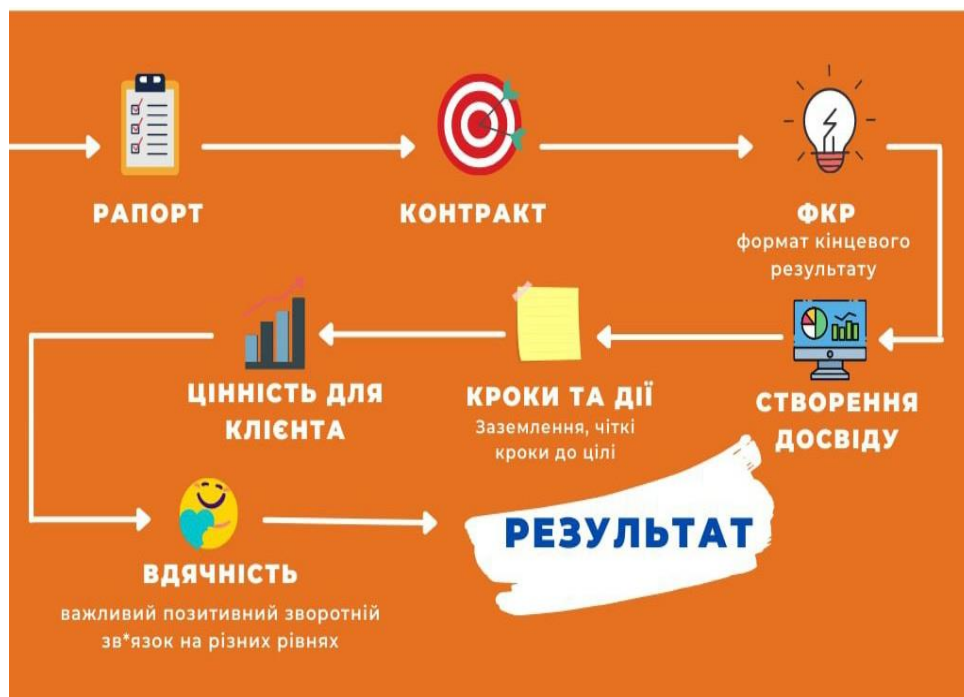 РАПОРТ
КОНТРАКТ
ФКР
формат кінцевого
результату
СТВОРЕННЯ
ДОСВІДУ
КРОКИ ТА ДІЇ
Заземлення, чіткі
кроки до цілі
ЦІННІСТЬ ДЛЯ
КЛІЄНТА
ВДЯЧНІСТЬ
важливий позитивний зворотній
зв*язок на різних рівнях
РЕЗУЛЬТАТ